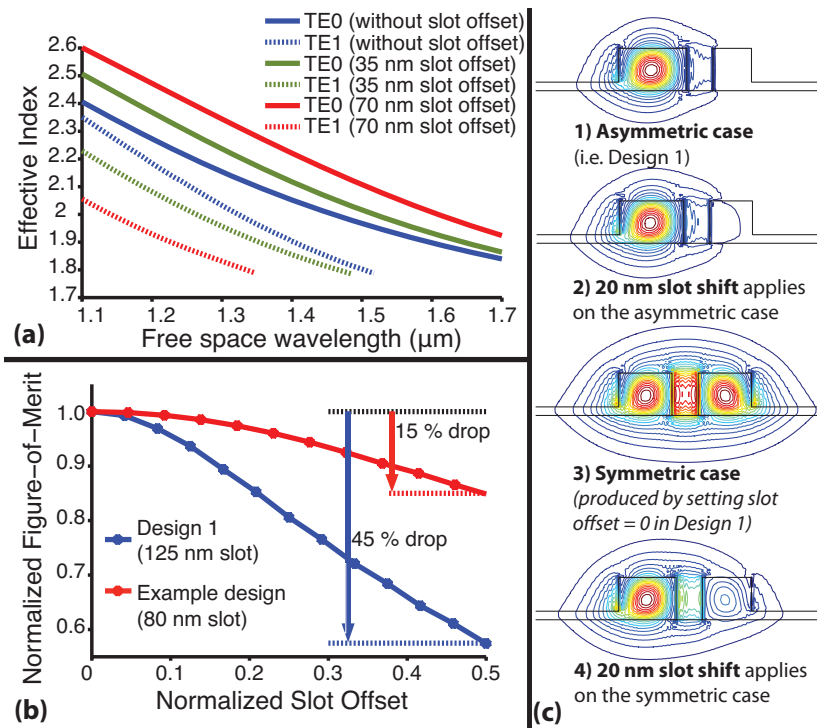 TE0 (without slot offset)
TE1 (without slot offset)
TE0 (35 nm slot offset)
TE1 (35 nm slot offset)
TE0 (70 nm slot offset)
TE1 (70 nm slot offset)
2.6
2.5
2.4
2.3
2.2
2.1
2
1.9
1.8
1.7
Effective Index
1.1
1.2
1.3
1.4
1.5
1.6
1.7
Free space wavelength (μm)
(a)
1.0
0.9
0.8
0.7
0.6
Normalized Figure−of−Merit
15 % drop
45 % drop
Design 1
(125 nm slot)
Example design
(80 nm slot)
0
0.1
0.2
0.3
0.4
0.5
Normalized Slot Offset
(b)
(c)
1) Asymmetric case
(i.e. Design 1)
2) 20 nm slot shift applies
on the asymmetric case
3) Symmetric case
(produced by setting slot
offset = 0 in Design 1)
4) 20 nm slot shift applies
on the symmetric case